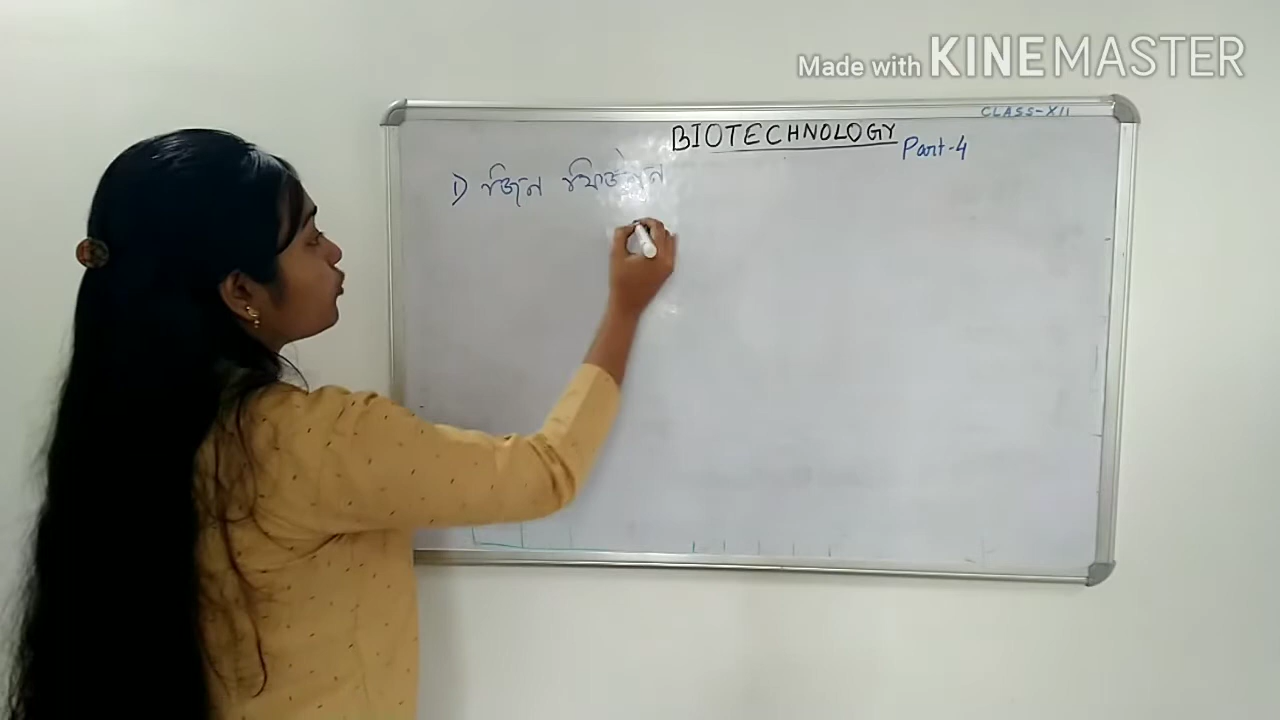 Made with KINEMASTER
CLASS-XII
BIOTECHNOLOGY Part-4
1) জিন